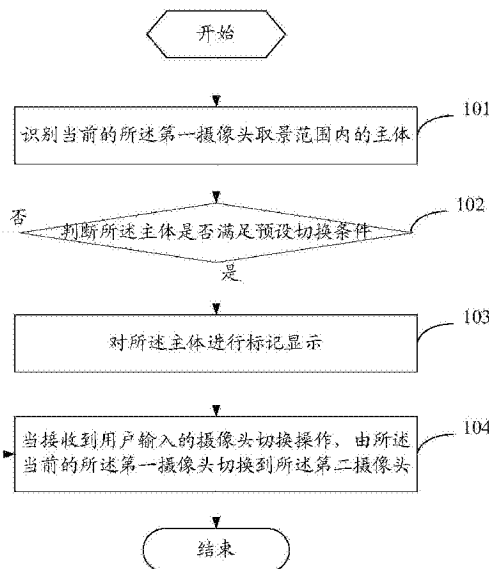 开始
101
识别当前的所述第一摄像头取景范围内的主体
102
否
判断所述主体是否满足预设切换条件
是
103
对所述主体进行标记显示
104
当接收到用户输入的摄像头切换操作，由所述
当前的所述第一摄像头切换到所述第二摄像头
结束